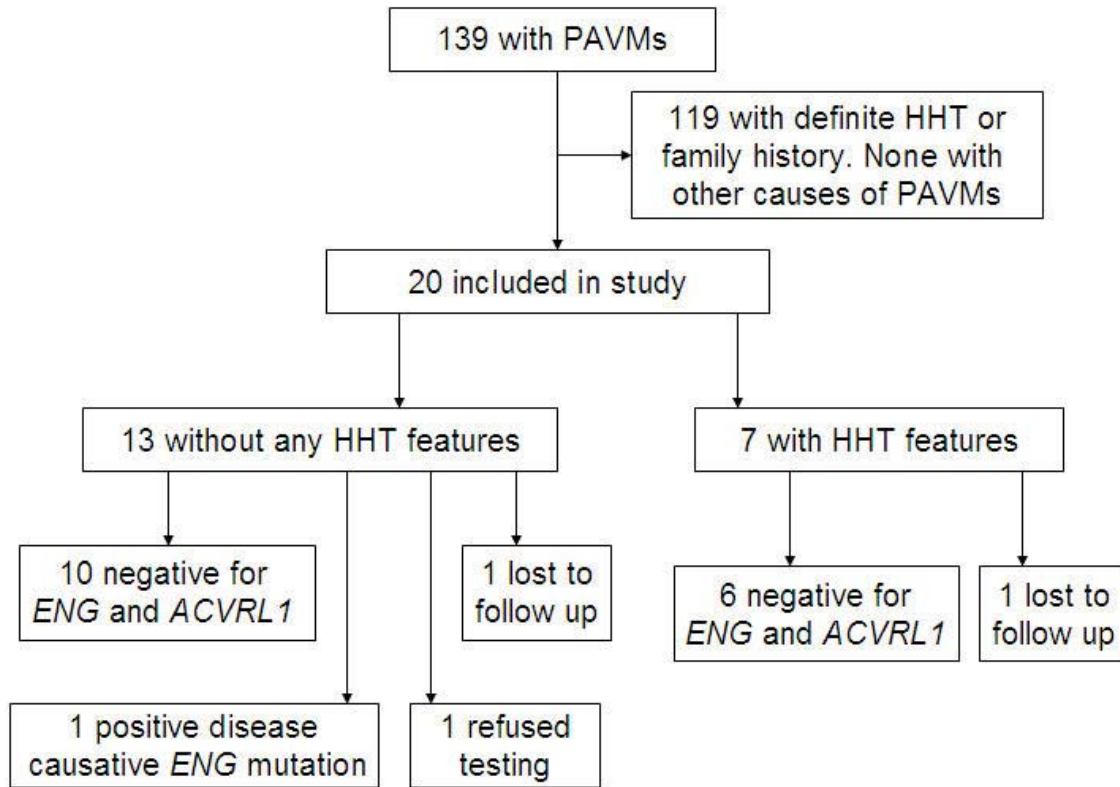 139 with PAVMs
119 with definite HHT or
family history. None with
other causes of PAVMs
20 included in study
13 without any HHT features
7 with HHT features
10 negative for
ENG and ACVRL1
1 lost to
follow up
6 negative for
ENG and ACVRL1
1 lost to
follow up
1 positive disease
causative ENG mutation
1 refused
testing